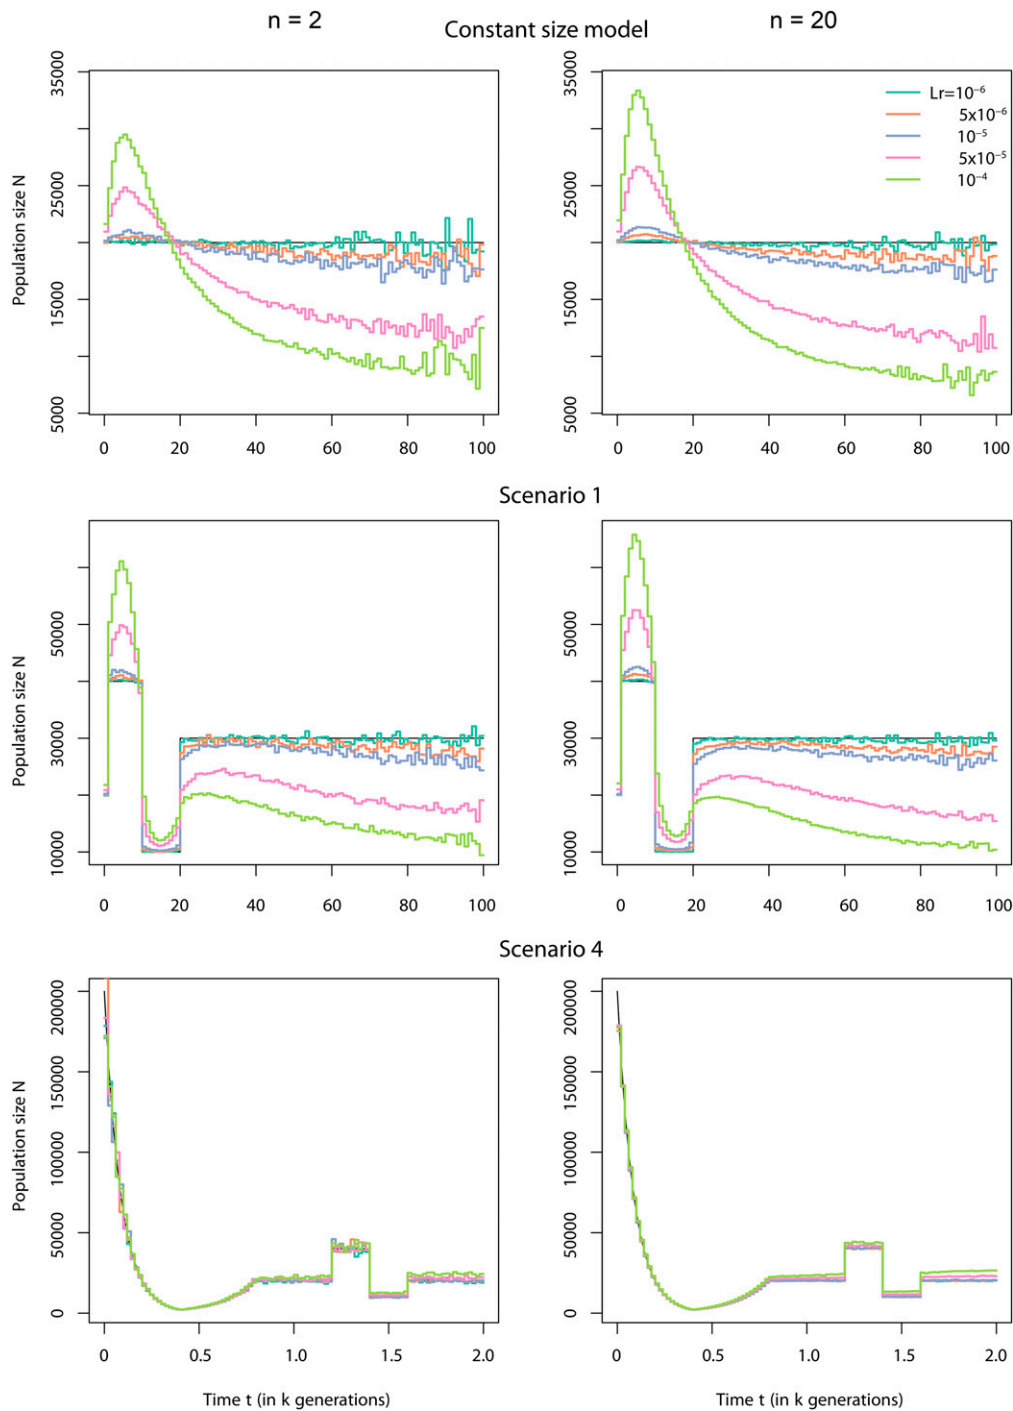 n = 2
n = 20
Constant size model
Population size N
35000
25000
15000
5000
0 20 40 60 80 100
35000
25000
15000
5000
0 20 40 60 80 100
Lr=10⁻⁶
5x10⁻⁶
10⁻⁵
5x10⁻⁵
10⁻⁴
Scenario 1
Population size N
50000
30000
10000
0 20 40 60 80 100
50000
30000
10000
0 20 40 60 80 100
Scenario 4
Population size N
200000
150000
100000
50000
0
0 0.5 1.0 1.5 2.0
Time t (in k generations)
200000
150000
100000
50000
0
0 0.5 1.0 1.5 2.0
Time t (in k generations)